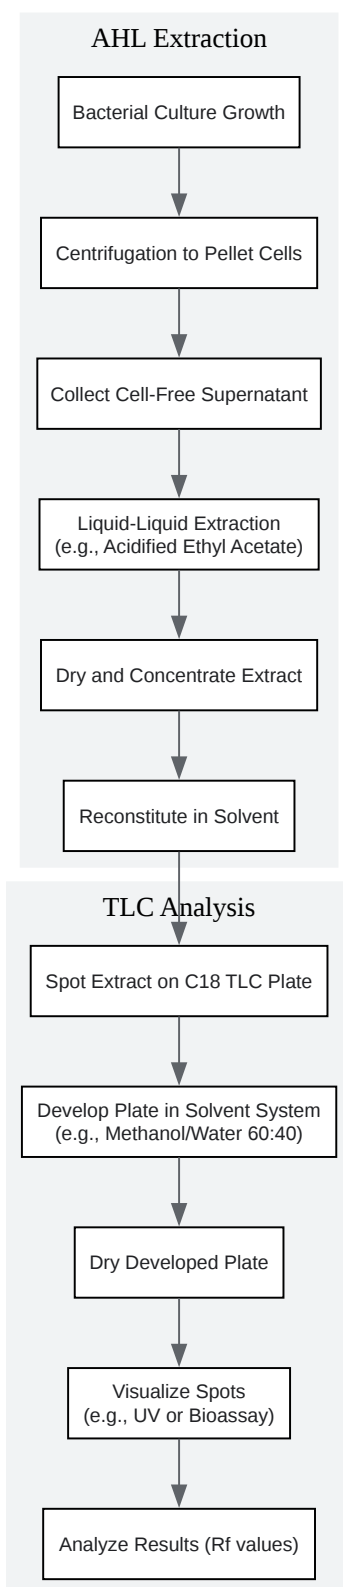 AHL Extraction
Bacterial Culture Growth
Centrifugation to Pellet Cells
Collect Cell-Free Supernatant
Liquid-Liquid Extraction
(e.g., Acidified Ethyl Acetate)
Dry and Concentrate Extract
Reconstitute in Solvent
TLC Analysis
Spot Extract on C18 TLC Plate
Develop Plate in Solvent System
(e.g., Methanol/Water 60:40)
Dry Developed Plate
Visualize Spots
(e.g., UV or Bioassay)
Analyze Results (Rf values)